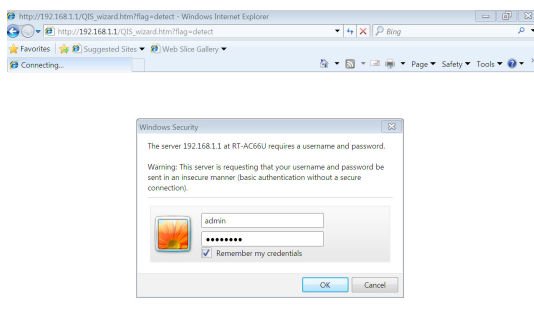 http://192.168.1.1/QIS_wizard.htm?flag=detect - Windows Internet Explorer
http://192.168.1.1/QIS_wizard.htm?flag=detect
Bing
Favorites Suggested Sites Web Slice Gallery
Connecting... Page Safety Tools
Windows Security
The server 192.168.1.1 at RT-AC66U requires a username and password.
Warning: This server is requesting that your username and password be
sent in an insecure manner (basic authentication without a secure
connection).
admin
••••••••
Remember my credentials
OK Cancel